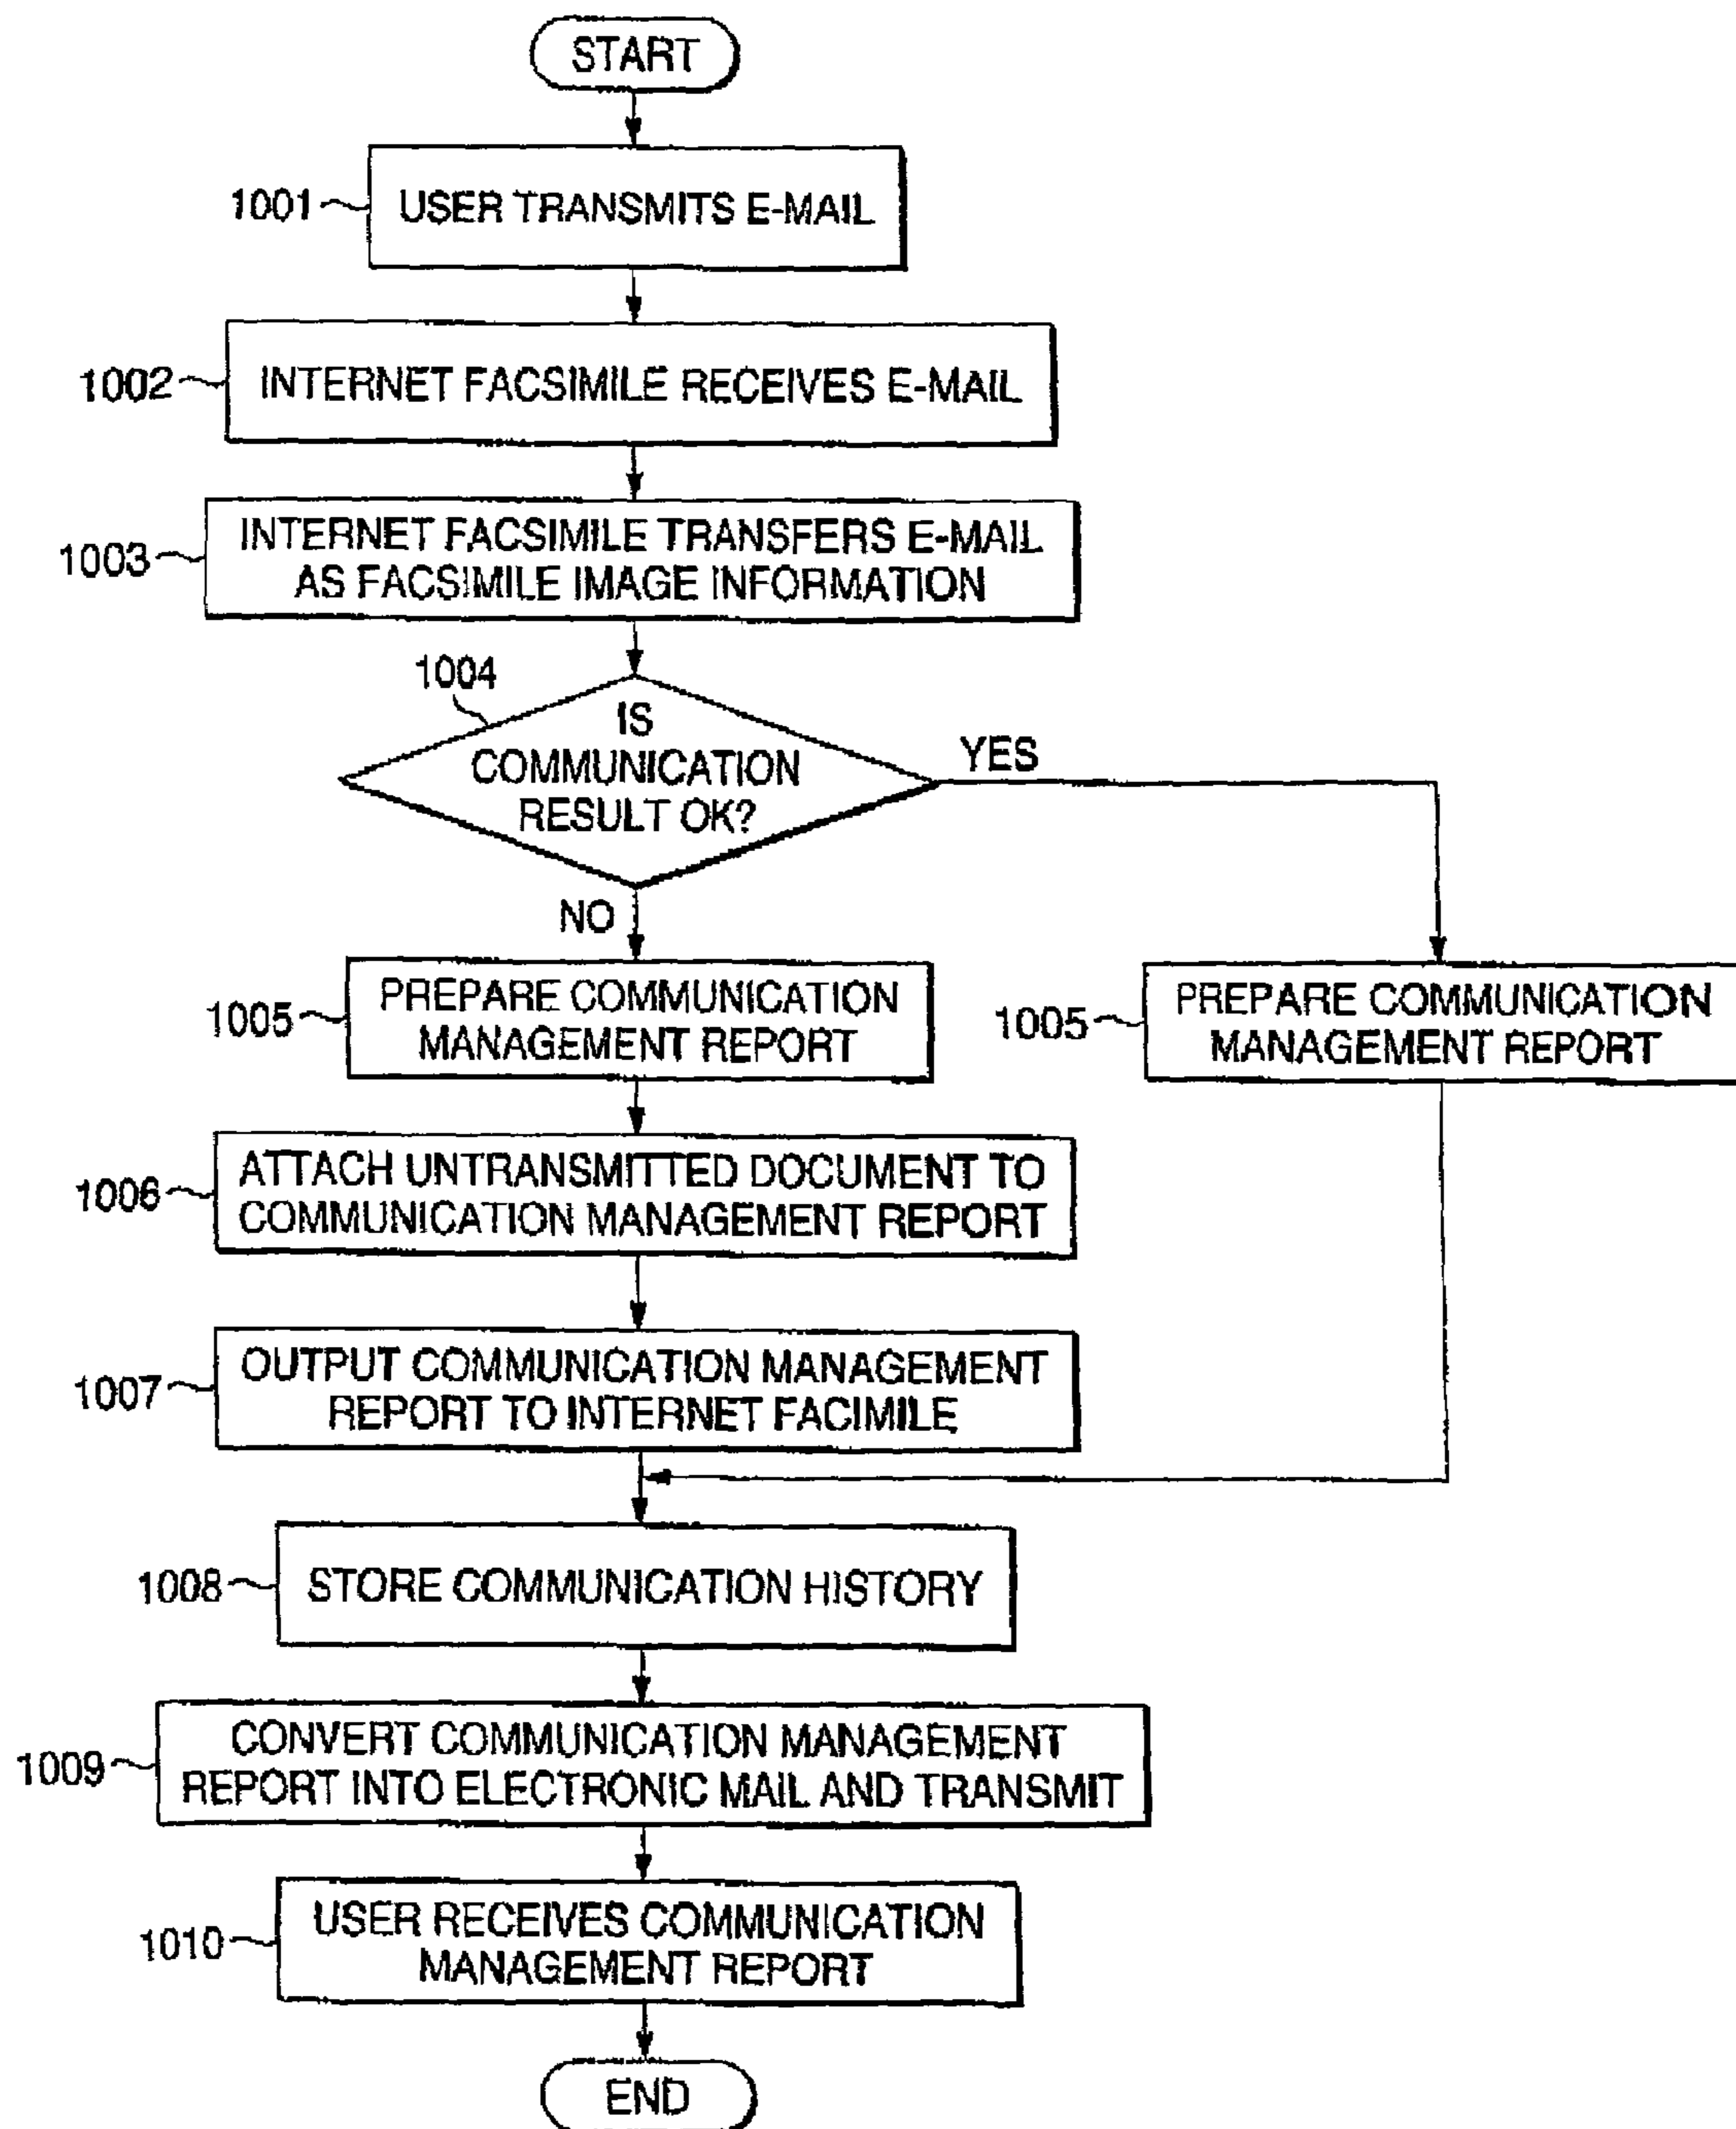 START
1001
USER TRANSMITS E-MAIL
1002
INTERNET FACSIMILE RECEIVES E-MAIL
1003
INTERNET FACSIMILE TRANSFERS E-MAIL
AS FACSIMILE IMAGE INFORMATION
1004
IS
COMMUNICATION
RESULT OK?
YES
NO
1005
PREPARE COMMUNICATION
MANAGEMENT REPORT
1005
PREPARE COMMUNICATION
MANAGEMENT REPORT
1006
ATTACH UNTRANSMITTED DOCUMENT TO
COMMUNICATION MANAGEMENT REPORT
1007
OUTPUT COMMUNICATION MANAGEMENT
REPORT TO INTERNET FACIMILE
1008
STORE COMMUNICATION HISTORY
1009
CONVERT COMMUNICATION MANAGEMENT
REPORT INTO ELECTRONIC MAIL AND TRANSMIT
1010
USER RECEIVES COMMUNICATION
MANAGEMENT REPORT
END